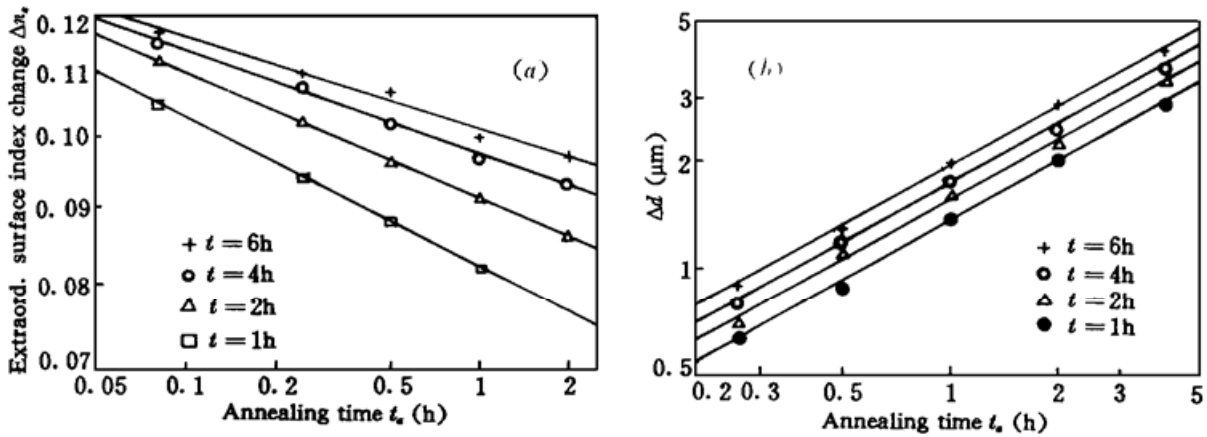 Extraord. surface index change Δnₑ
0.12
0.11
0.10
0.09
0.08
0.07
(a)
+ t=6h
o t=4h
△ t=2h
□ t=1h
0.05 0.1 0.2 0.5 1 2
Annealing time tₐ (h)
Δd (μm)
5
3
2
1
0.5
(b)
+ t=6h
o t=4h
△ t=2h
● t=1h
0.2 0.3 0.5 1 2 3 5
Annealing time tₐ (h)